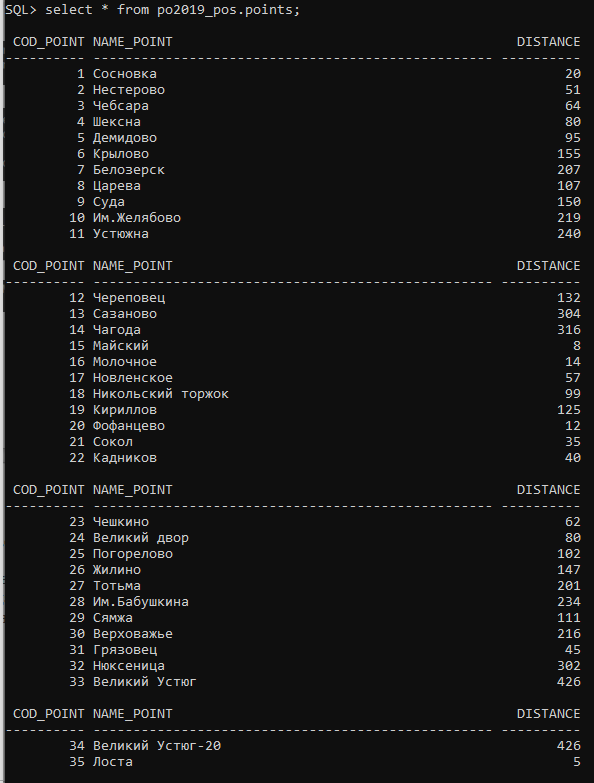 SQL> select * from po2019_pos.points;
COD_POINT NAME_POINT DISTANCE
---------- -------------------------------------------------- ----------
1 Сосновка 20
2 Нестерово 51
3 Чебсара 64
4 Шексна 80
5 Демидово 95
6 Крылово 155
7 Белозерск 207
8 Царева 107
9 Суда 150
10 Им.Желябово 219
11 Устюжна 240
COD_POINT NAME_POINT DISTANCE
---------- -------------------------------------------------- ----------
12 Череповец 132
13 Сазаново 304
14 Чагода 316
15 Майский 8
16 Молочное 14
17 Новленское 57
18 Никольский торжок 99
19 Кириллов 125
20 Фофанцево 12
21 Сокол 35
22 Кадников 40
COD_POINT NAME_POINT DISTANCE
---------- -------------------------------------------------- ----------
23 Чешкино 62
24 Великий двор 80
25 Погорелово 102
26 Жилино 147
27 Тотьма 201
28 Им.Бабушкина 234
29 Сямжа 111
30 Верховажье 216
31 Грязовец 45
32 Нюксеница 302
33 Великий Устюг 426
COD_POINT NAME_POINT DISTANCE
---------- -------------------------------------------------- ----------
34 Великий Устюг-20 426
35 Лоста 5